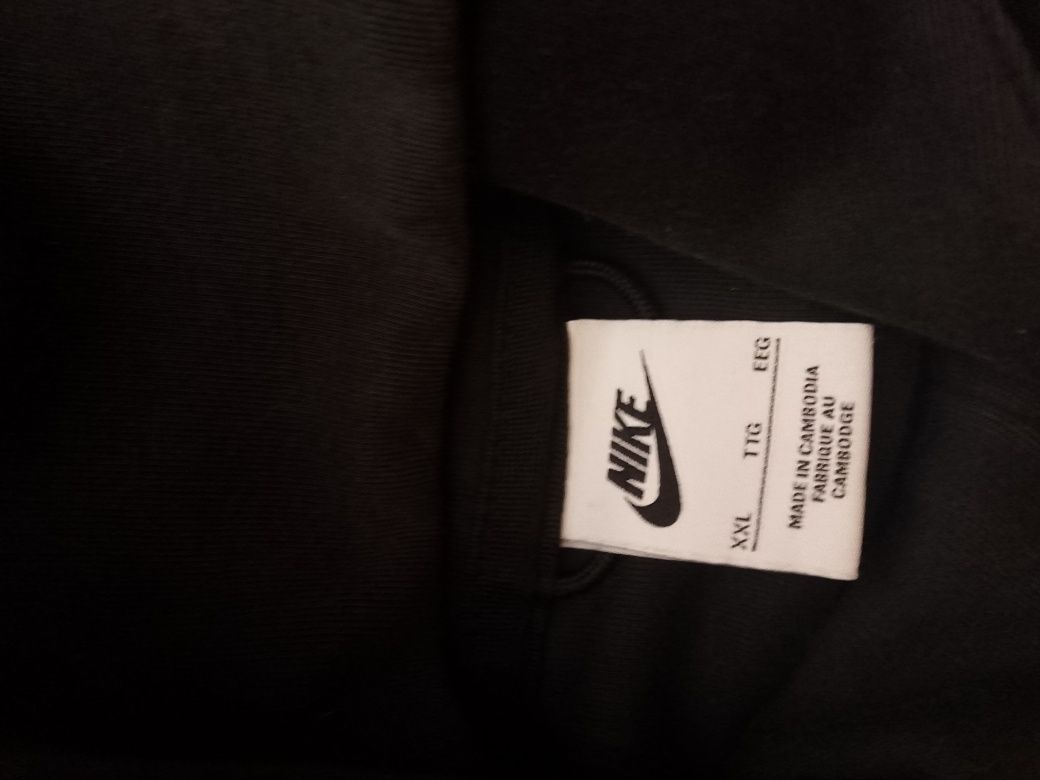 NIKE
XXL TTG EEG
MADE IN CAMBODIA
FABRIQUE AU
CAMBODGE